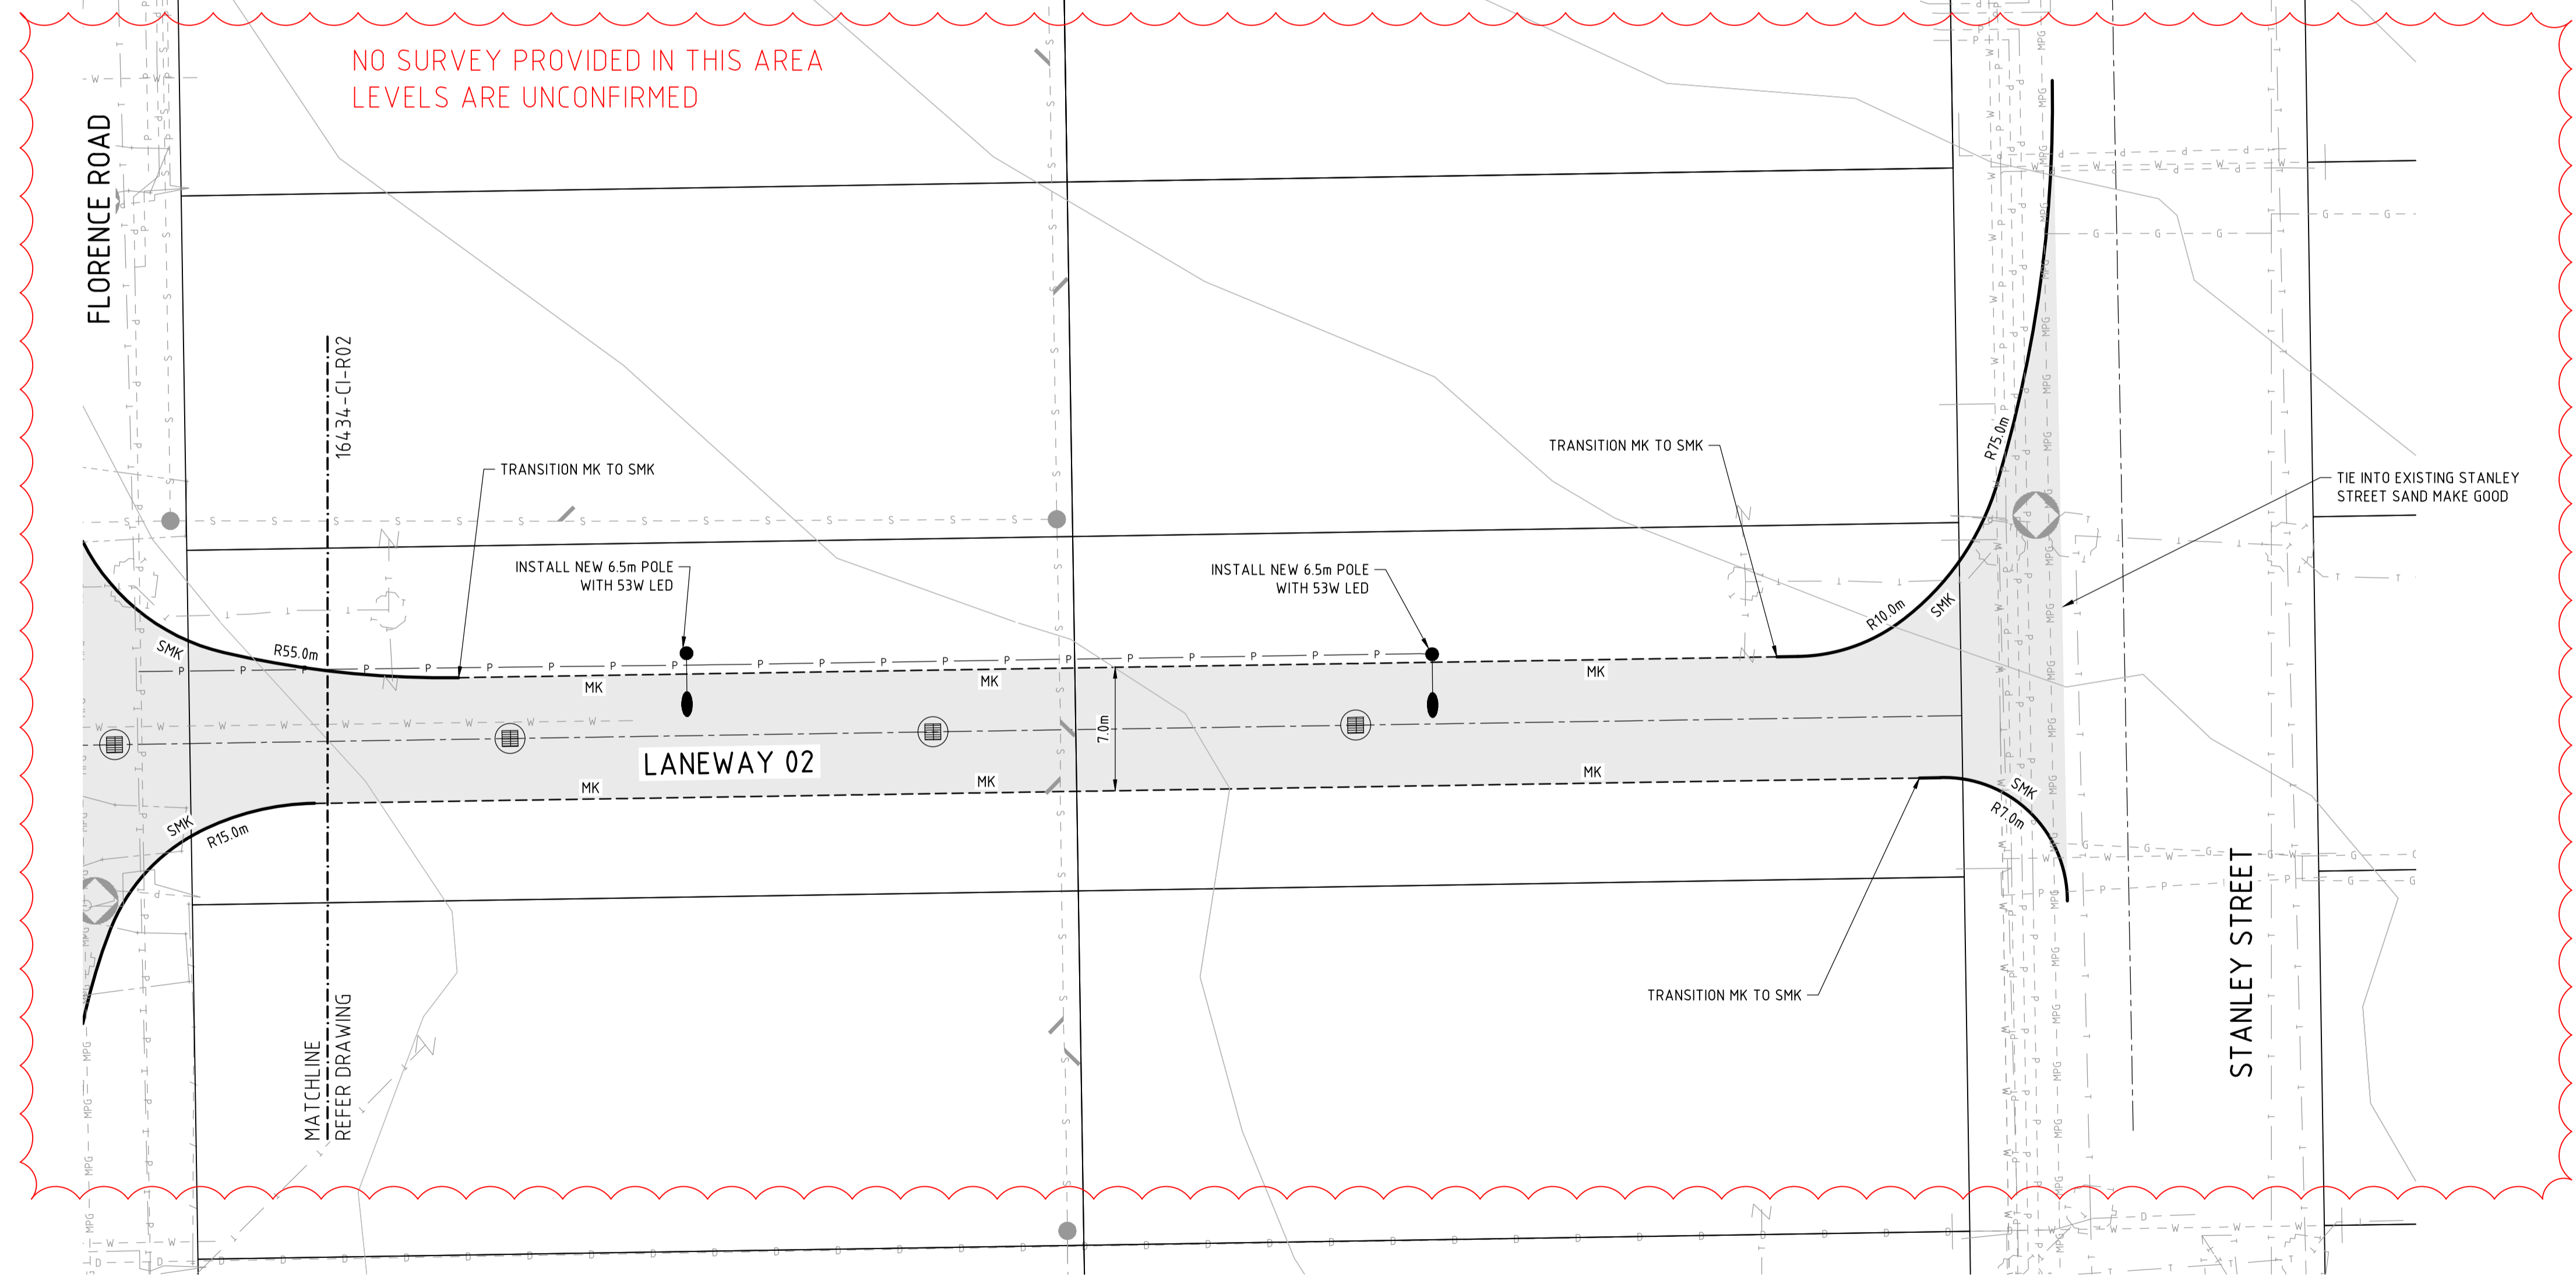 NO SURVEY PROVIDED IN THIS AREA
LEVELS ARE UNCONFIRMED
FLORENCE ROAD
16434-CI-R02
TRANSITION MK TO SMK
TRANSITION MK TO SMK
TIE INTO EXISTING STANLEY
STREET SAND MAKE GOOD
INSTALL NEW 6.5m POLE
WITH 53W LED
INSTALL NEW 6.5m POLE
WITH 53W LED
R75.0m
R10.0m
SMK
SMK
R55.0m
MK
MK
MK
7.0m
LANEWAY 02
MK
MK
MK
SMK
R15.0m
SMK
R7.0m
TRANSITION MK TO SMK
MATCHLINE
REFER DRAWING
STANLEY STREET